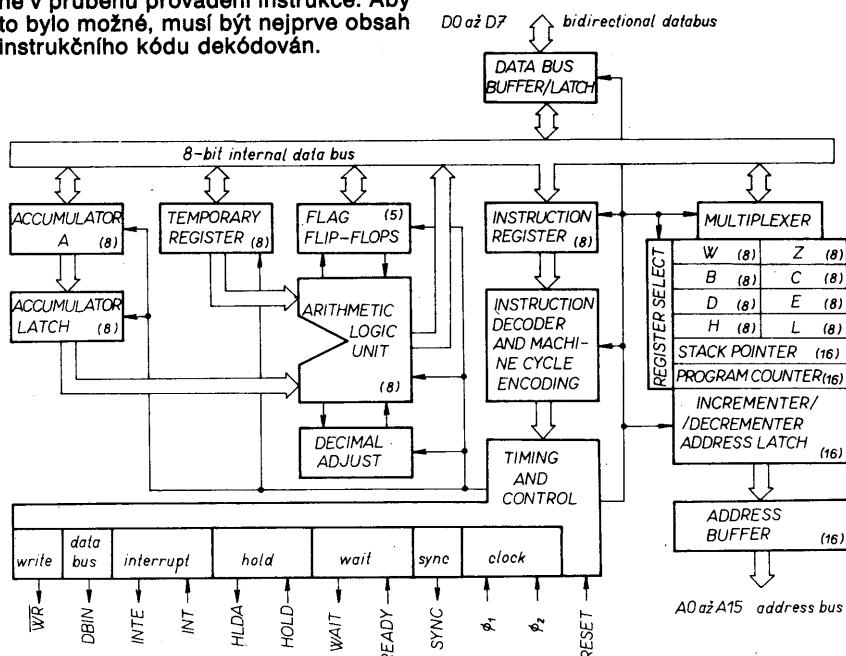 né v průběhu provádění instrukce. Aby
to bylo možné, musí být nejprve obsah
instrukčního kódu dekódován.
D0 až D7 bidirectional databus
DATA BUS
BUFFER/LATCH
8-bit internal data bus
ACCUMULATOR
A (8)
TEMPORARY
REGISTER (8)
FLAG (5)
FLIP-FLOPS
INSTRUCTION
REGISTER (8)
MULTIPLEXER
ACCUMULATOR
LATCH (8)
ARITHMETIC
LOGIC
UNIT
(8)
INSTRUCTION
DECODER
AND MACHI-
NE CYCLE
ENCODING
REGISTER SELECT
W (8) Z (8)
B (8) C (8)
D (8) E (8)
H (8) L (8)
STACK POINTER (16)
PROGRAM COUNTER (16)
INCREMENTER/
/DECREMENTER
ADDRESS LATCH
(16)
DECIMAL
ADJUST
TIMING
AND
CONTROL
ADDRESS
BUFFER
(16)
write data bus interrupt hold wait sync clock
W̅R̅ DBIN INTE INT HLDA HOLD WAIT READY SYNC ϕ1 ϕ2 RESET
A0 až A15 address bus